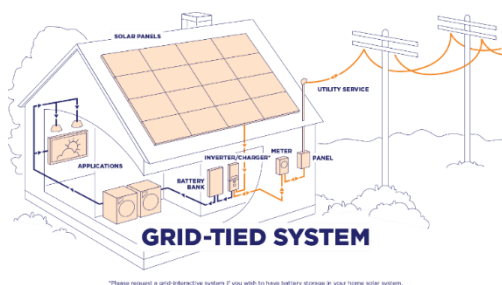 SOLAR PANELS
UTILITY SERVICE
METER
PANEL
INVERTER/CHARGER*
BATTERY
BANK
APPLICATIONS
GRID-TIED SYSTEM
*Please request a grid-interactive system if you wish to have battery storage in your home solar system.